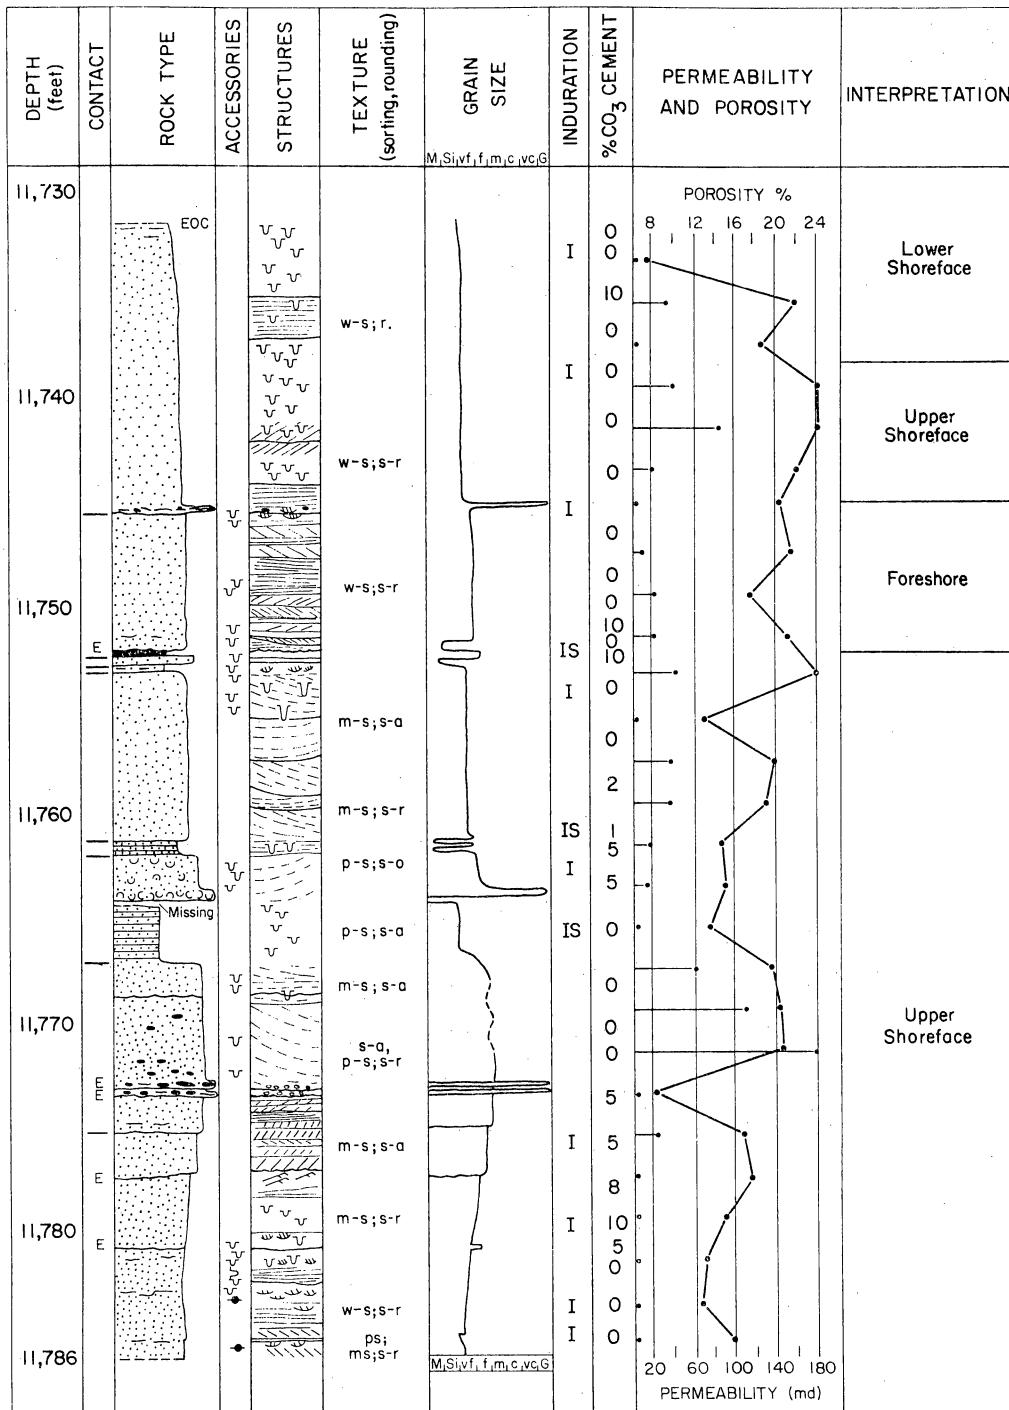 DEPTH (feet)
CONTACT
ROCK TYPE
ACCESSORIES
STRUCTURES
TEXTURE (sorting, rounding)
GRAIN SIZE
INDURATION
%CO3 CEMENT
PERMEABILITY AND POROSITY
INTERPRETATION
M Si vf f m c vc G
11,730
POROSITY %
8 12 16 20 24
EOC
I
0
0
Lower Shoreface
10
w-s; r.
0
I
0
11,740
0
Upper Shoreface
w-s; s-r
0
I
0
0
Foreshore
w-s; s-r
11,750
0
10
E
IS
0
10
I
0
m-s; s-a
0
2
m-s; s-r
11,760
IS
1
5
p-s; s-o
I
5
Missing
p-s; s-a
IS
0
m-s; s-a
0
11,770
0
Upper Shoreface
s-a,
p-s; s-r
0
E
E
5
m-s; s-a
I
5
E
8
m-s; s-r
I
10
11,780
E
5
0
w-s; s-r
I
0
ps;
ms; s-r
I
0
11,786
M Si vf f m c vc G
20 60 100 140 180
PERMEABILITY (md)